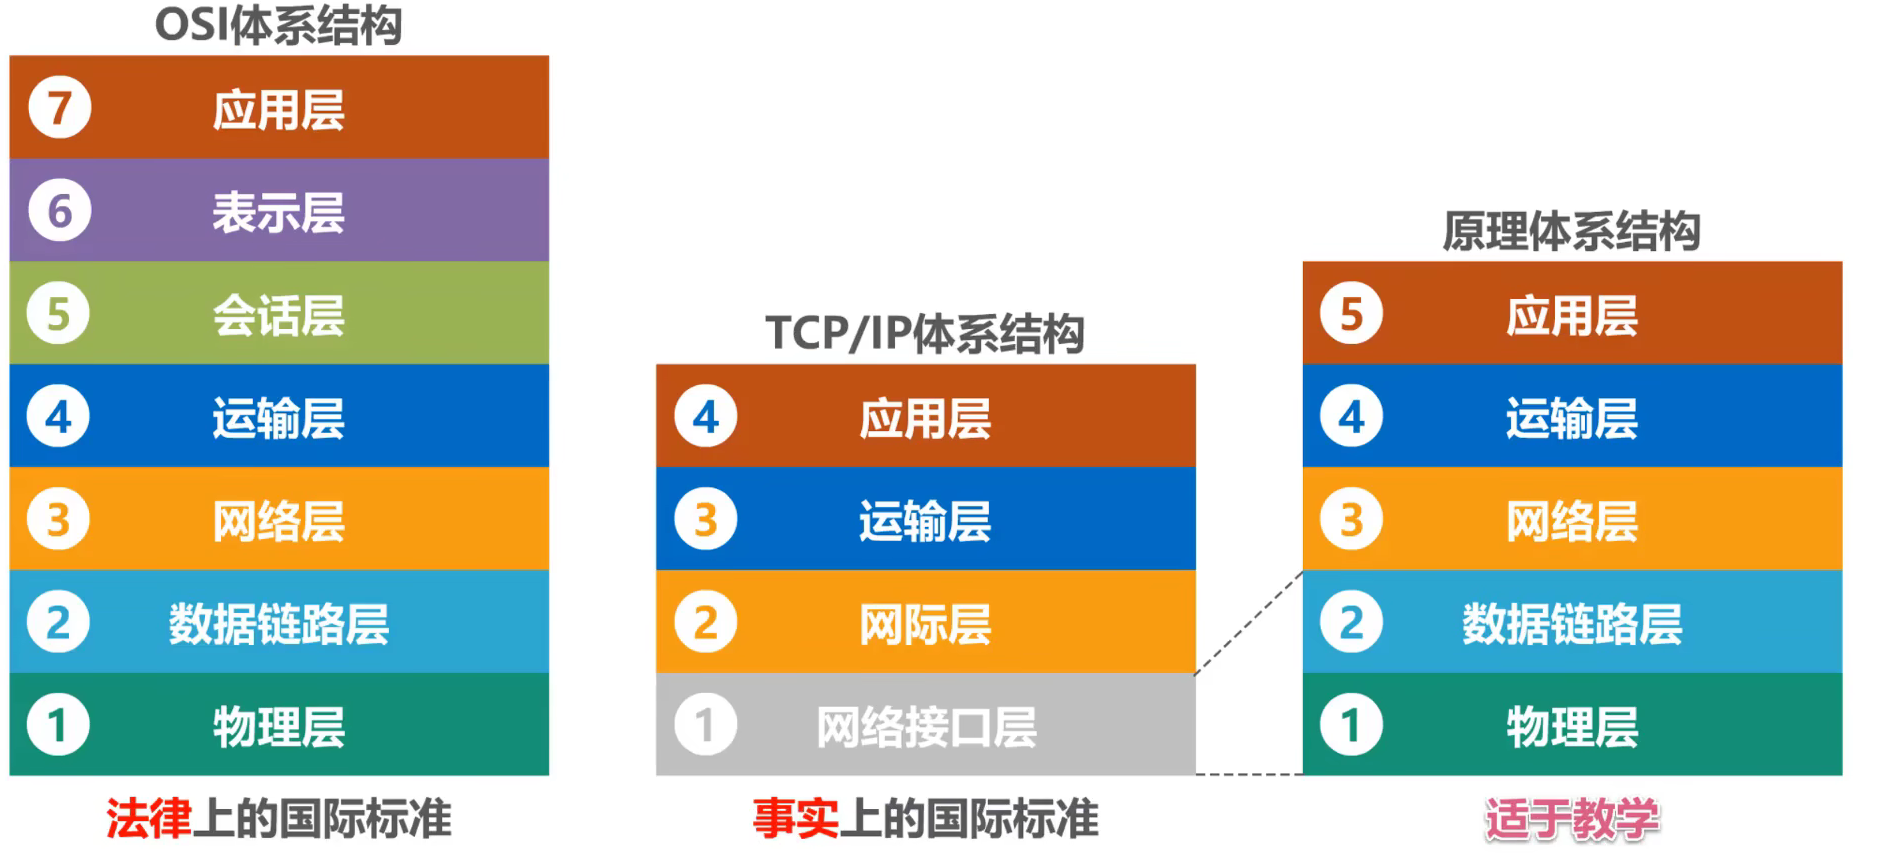 OSI体系结构
7 应用层
6 表示层
5 会话层
4 运输层
3 网络层
2 数据链路层
1 物理层
法律上的国际标准
TCP/IP体系结构
4 应用层
3 运输层
2 网际层
1 网络接口层
事实上的国际标准
原理体系结构
5 应用层
4 运输层
3 网络层
2 数据链路层
1 物理层
适于教学